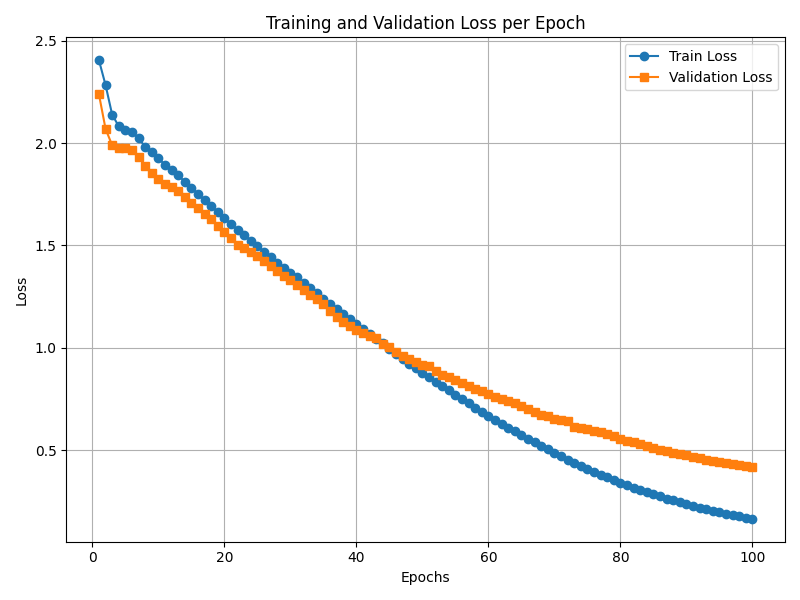 Training and Validation Loss per Epoch
Train Loss
Validation Loss
2.5
2.0
1.5
1.0
0.5
Loss
0 20 40 60 80 100
Epochs